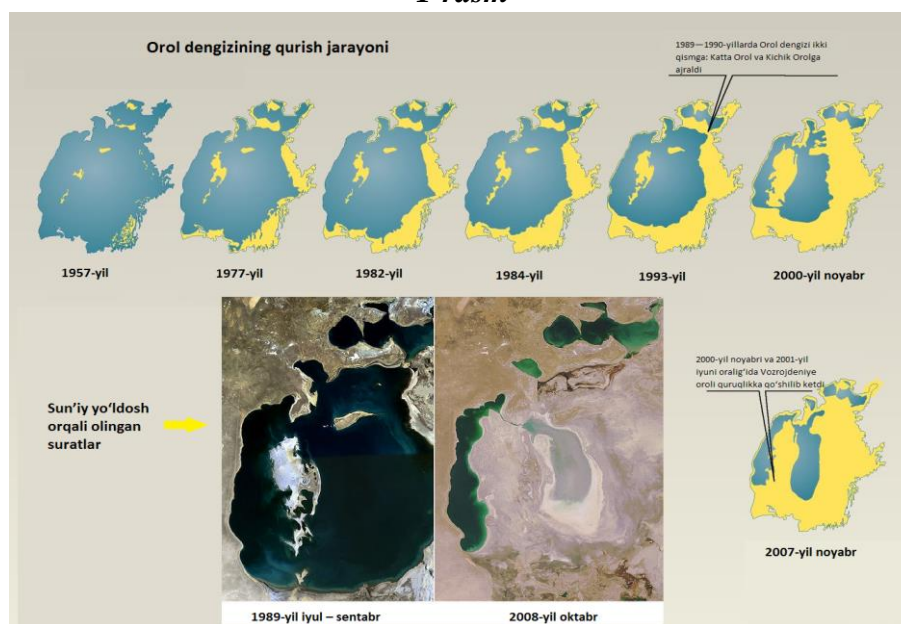 1-rasm
Orol dengizining qurish jarayoni
1989—1990-yillarda Orol dengizi ikki
qismga: Katta Orol va Kichik Orolga
ajraldi
1957-yil
1977-yil
1982-yil
1984-yil
1993-yil
2000-yil noyabr
Sun’iy yo‘ldosh
orqali olingan
suratlar
2000-yil noyabri va 2001-yil
iyuni oralig‘ida Vozrojdeniye
oroli quruqlikka qo‘shilib ketdi
2007-yil noyabr
1989-yil iyul – sentabr
2008-yil oktabr